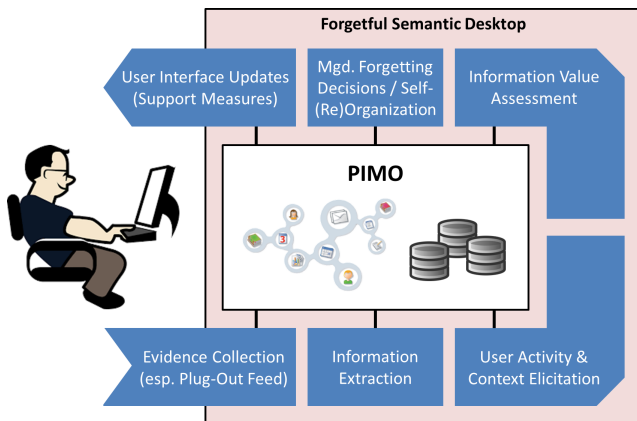 Forgetful Semantic Desktop
User Interface Updates
(Support Measures)
Mgd. Forgetting
Decisions / Self-
(Re)Organization
Information Value
Assessment
PIMO
3
Evidence Collection
(esp. Plug-Out Feed)
Information
Extraction
User Activity &
Context Elicitation